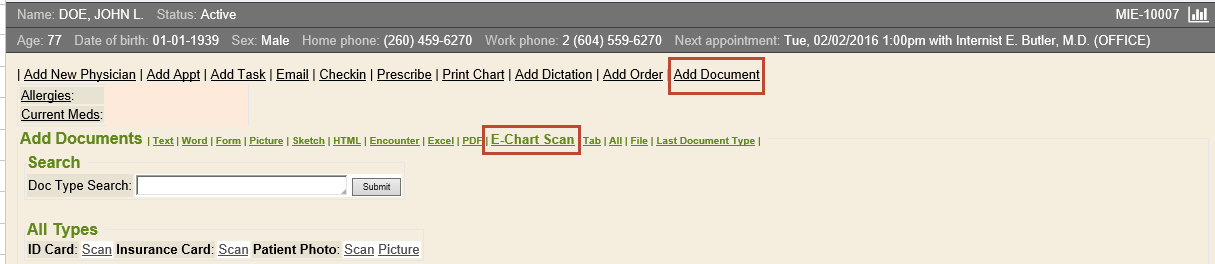 Name: DOE, JOHN L. Status: Active MIE-10007
Age: 77 Date of birth: 01-01-1939 Sex: Male Home phone: (260) 459-6270 Work phone: 2 (604) 559-6270 Next appointment: Tue, 02/02/2016 1:00pm with Internist E. Butler, M.D. (OFFICE)
| Add New Physician | Add Appt | Add Task | Email | Checkin | Prescribe | Print Chart | Add Dictation | Add Order | Add Document
Allergies:
Current Meds:
Add Documents | Text | Word | Form | Picture | Sketch | HTML | Encounter | Excel | PDF | E-Chart Scan Tab | All | File | Last Document Type |
Search
Doc Type Search: Submit
All Types
ID Card: Scan Insurance Card: Scan Patient Photo: Scan Picture